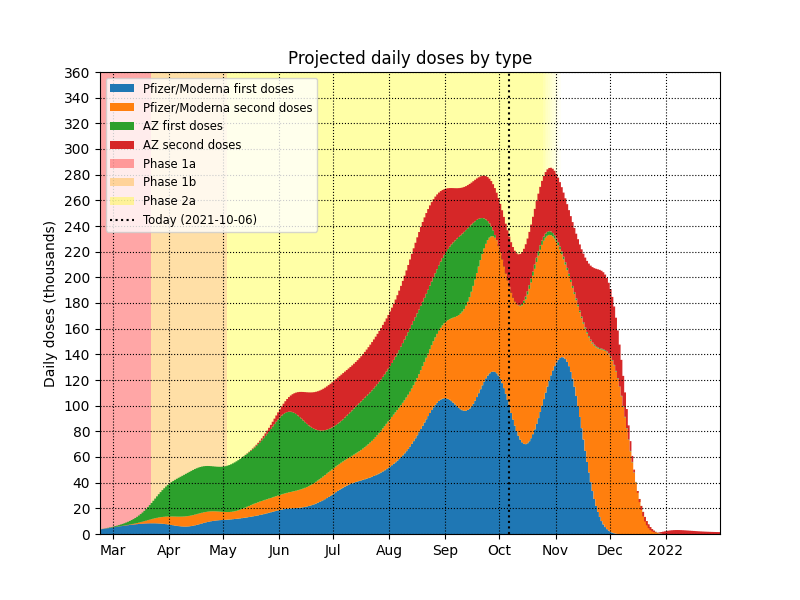 Projected daily doses by type
360
340
320
300
280
260
240
220
200
180
160
140
120
100
80
60
40
20
0
Daily doses (thousands)
Pfizer/Moderna first doses
Pfizer/Moderna second doses
AZ first doses
AZ second doses
Phase 1a
Phase 1b
Phase 2a
Today (2021-10-06)
Mar Apr May Jun Jul Aug Sep Oct Nov Dec 2022